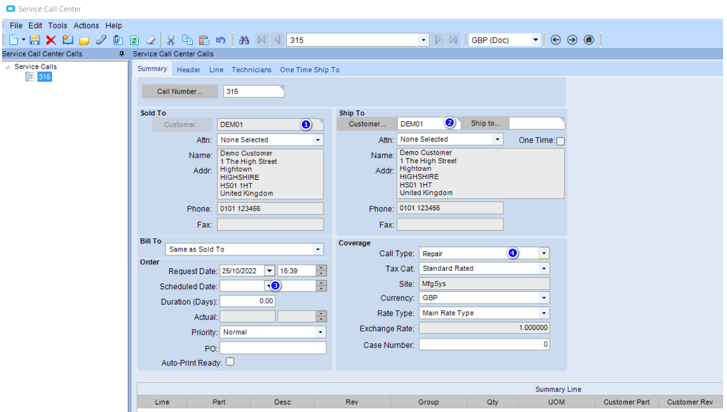 Service Call Center
File Edit Tools Actions Help
315
GBP (Doc)
Service Call Center Calls
Service Call Center Calls
Service Calls
315
Summary Header Line Technicians One Time Ship To
Call Number... 315
Sold To
Customer... DEM01 1
Attn: None Selected
Name: Demo Customer
Addr: 1 The High Street
Hightown
HIGHSHIRE
HS01 1HT
United Kingdom
Phone: 0101 123456
Fax:
Ship To
Customer... DEM01 2 Ship to...
Attn: None Selected One Time:
Name: Demo Customer
Addr: 1 The High Street
Hightown
HIGHSHIRE
HS01 1HT
United Kingdom
Phone: 0101 123456
Fax:
Bill To
Same as Sold To
Order
Request Date: 25/10/2022 16:39
Scheduled Date: 3
Duration (Days): 0.00
Actual:
Priority: Normal
PO:
Auto-Print Ready:
Coverage
Call Type: Repair 4
Tax Cat: Standard Rated
Site: MfgSys
Currency: GBP
Rate Type: Main Rate Type
Exchange Rate: 1.000000
Case Number: 0
Summary Line
Line Part Desc Rev Group Qty UOM Customer Part Customer Rev